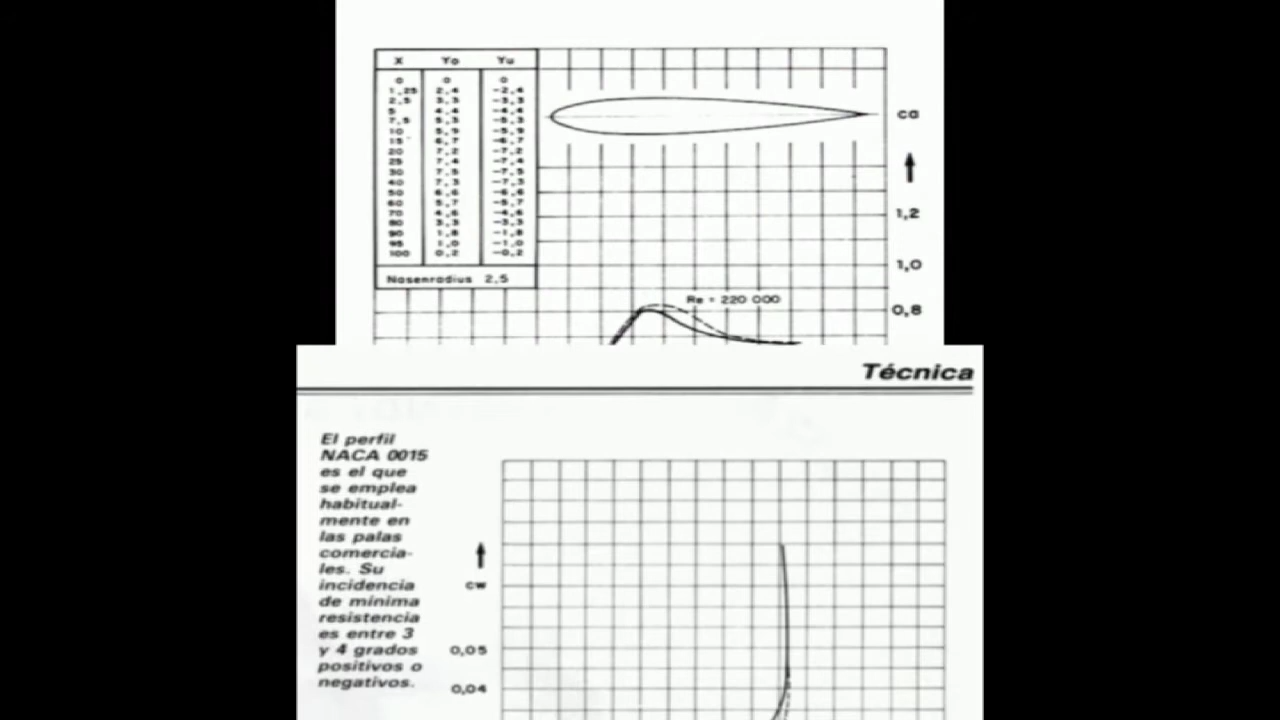 X Yo Yu
0 0 0
1,25 2,4 -2,4
2,5 3,3 -3,3
5 4,4 -4,4
7,5 5,3 -5,3
10 5,9 -5,9
15 6,7 -6,7
20 7,2 -7,2
25 7,4 -7,4
30 7,5 -7,5
40 7,3 -7,3
50 6,6 -6,6
60 5,7 -5,7
70 4,6 -4,6
80 3,3 -3,3
90 1,8 -1,8
95 1,0 -1,0
100 0,2 -0,2
Nasenradius 2,5
ca
1,2
1,0
0,8
Re = 220 000
Técnica
El perfil
NACA 0015
es el que
se emplea
habitual-
mente en
las palas
comercia-
les. Su
incidencia
de mínima
resistencia
es entre 3
y 4 grados
positivos o
negativos.
cw
0,05
0,04